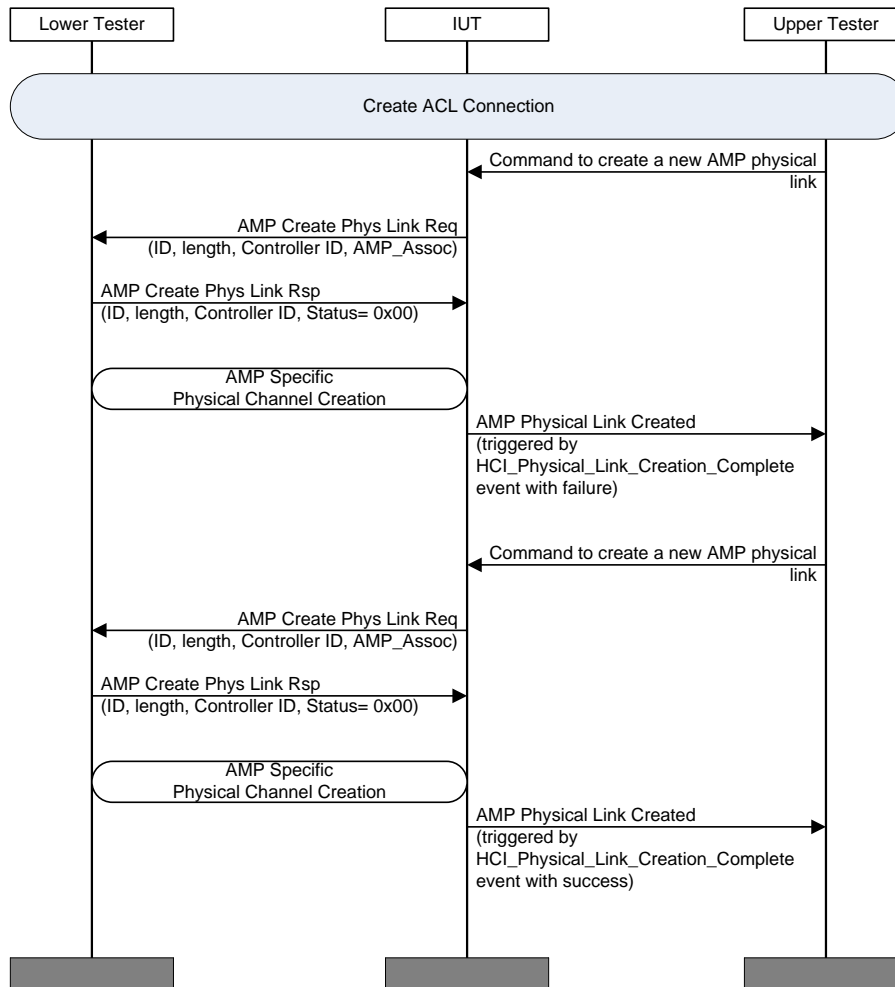 Lower Tester
IUT
Upper Tester
Create ACL Connection
Command to create a new AMP physical
link
AMP Create Phys Link Req
(ID, length, Controller ID, AMP_Assoc)
AMP Create Phys Link Rsp
(ID, length, Controller ID, Status= 0x00)
AMP Specific
Physical Channel Creation
AMP Physical Link Created
(triggered by
HCI_Physical_Link_Creation_Complete
event with failure)
Command to create a new AMP physical
link
AMP Create Phys Link Req
(ID, length, Controller ID, AMP_Assoc)
AMP Create Phys Link Rsp
(ID, length, Controller ID, Status= 0x00)
AMP Specific
Physical Channel Creation
AMP Physical Link Created
(triggered by
HCI_Physical_Link_Creation_Complete
event with success)